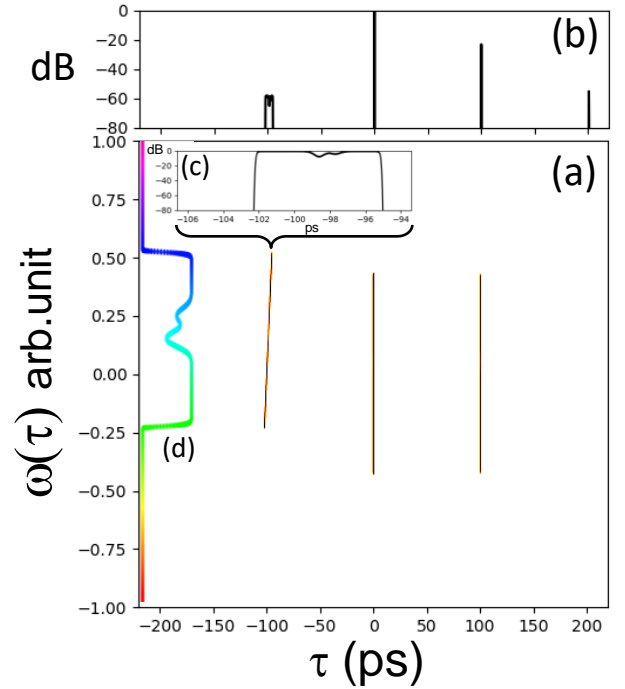 0
−20
−40
−60
−80
dB
(b)
1.00
0.75
0.50
0.25
0.00
−0.25
−0.50
−0.75
−1.00
ω(τ) arb.unit
dB
0
−20
−40
−60
−80
(c)
−106 −104 −102 −100 −98 −96 −94
ps
(a)
(d)
−200 −150 −100 −50 0 50 100 150 200
τ (ps)